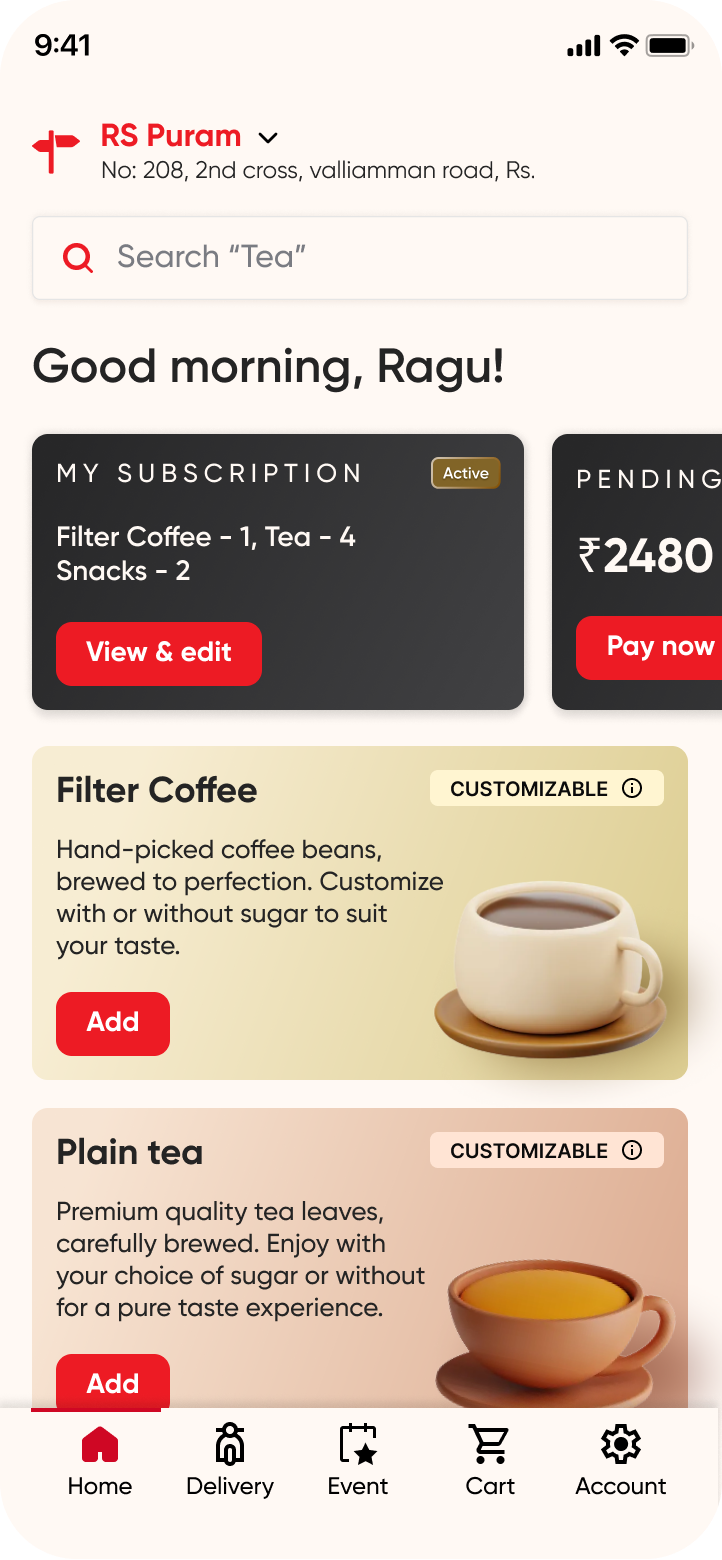 9:41
RS Puram
No: 208, 2nd cross, valliamman road, Rs.
Search “Tea”
Good morning, Ragu!
MY SUBSCRIPTION
Active
Filter Coffee - 1, Tea - 4
Snacks - 2
View & edit
PENDING
₹2480
Pay now
Filter Coffee
CUSTOMIZABLE
Hand-picked coffee beans,
brewed to perfection. Customize
with or without sugar to suit
your taste.
Add
Plain tea
CUSTOMIZABLE
Premium quality tea leaves,
carefully brewed. Enjoy with
your choice of sugar or without
for a pure taste experience.
Add
Home
Delivery
Event
Cart
Account